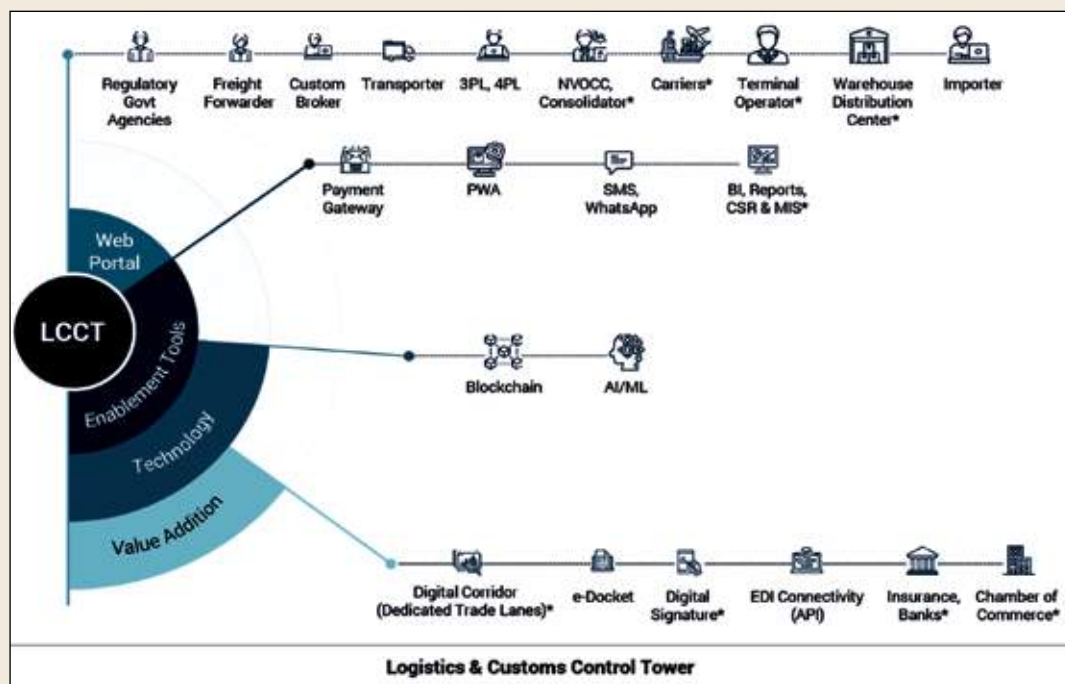 Regulatory
Govt
Agencies
Freight
Forwarder
Custom
Broker
Transporter
3PL, 4PL
NVOCC,
Consolidator*
Carriers*
Terminal
Operator*
Warehouse
Distribution
Center*
Importer
Payment
Gateway
PWA
SMS,
WhatsApp
BI, Reports,
CSR & MIS*
Web
Portal
LCCT
Enablement Tools
Technology
Value Addition
Blockchain
AI/ML
Digital Corridor
(Dedicated Trade Lanes)*
e-Docket
Digital
Signature*
EDI Connectivity
(API)
Insurance,
Banks*
Chamber of
Commerce*
Logistics & Customs Control Tower